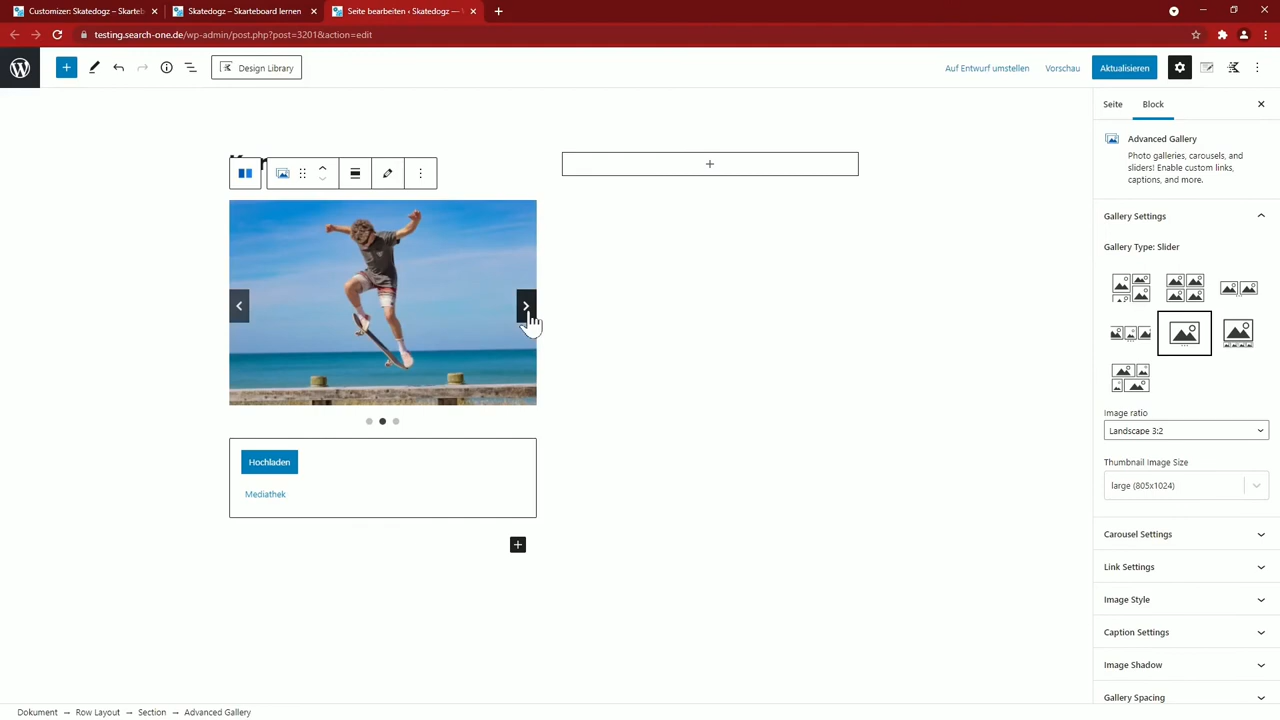 Customizer: Skatedogz – Skarteb
Skatedogz – Skarteboard lernen
Seite bearbeiten ‹ Skatedogz — W
testing.search-one.de/wp-admin/post.php?post=3201&action=edit
Design Library
Auf Entwurf umstellen
Vorschau
Aktualisieren
Seite
Block
Advanced Gallery
Photo galleries, carousels, and
sliders! Enable custom links,
captions, and more.
Gallery Settings
Gallery Type: Slider
Image ratio
Landscape 3:2
Thumbnail Image Size
large (805x1024)
Carousel Settings
Link Settings
Image Style
Caption Settings
Image Shadow
Gallery Spacing
Hochladen
Mediathek
Dokument → Row Layout → Section → Advanced Gallery